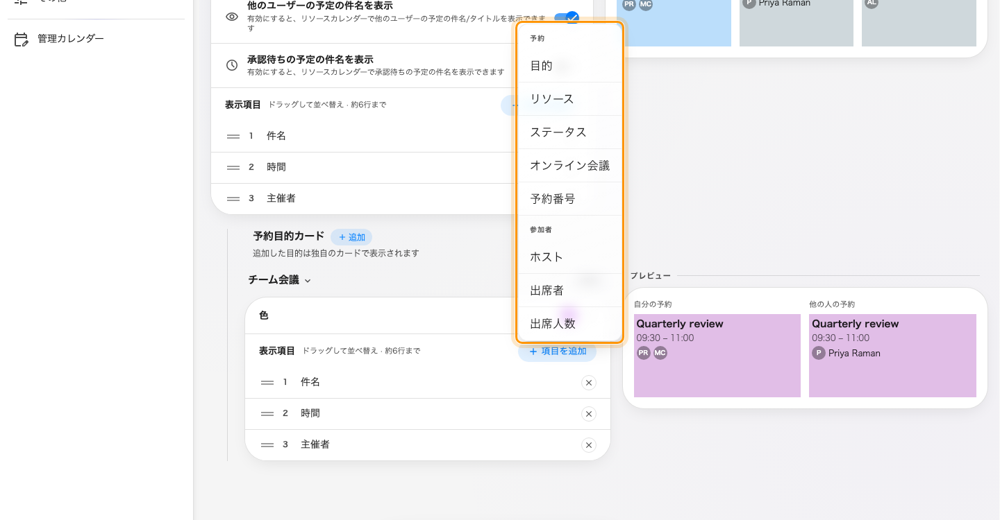 管理カレンダー
他のユーザーの予定の件名を表示
有効にすると、リソースカレンダーで他のユーザーの予定の件名/タイトルを表示できま
す
承認待ちの予定の件名を表示
有効にすると、リソースカレンダーで承認待ちの予定の件名を表示できます
表示項目 ドラッグして並べ替え · 約6行まで
1 件名
2 時間
3 主催者
予約
目的
リソース
ステータス
オンライン会議
予約番号
参加者
ホスト
出席者
出席人数
PR MC
P Priya Raman
AL
予約目的カード
+ 追加
追加した目的は独自のカードで表示されます
チーム会議
色
表示項目 ドラッグして並べ替え · 約6行まで
+ 項目を追加
1 件名
2 時間
3 主催者
プレビュー
自分の予約
Quarterly review
09:30 – 11:00
PR MC
他の人の予約
Quarterly review
09:30 – 11:00
P Priya Raman